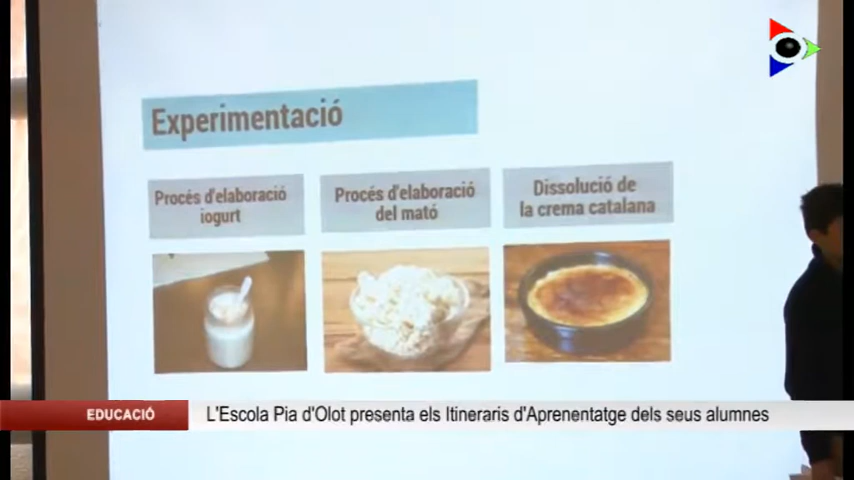 Experimentació
Procés d'elaboració
iogurt
Procés d'elaboració
del mató
Dissolució de
la crema catalana
EDUCACIÓ
L'Escola Pia d'Olot presenta els Itineraris d'Aprenentatge dels seus alumnes